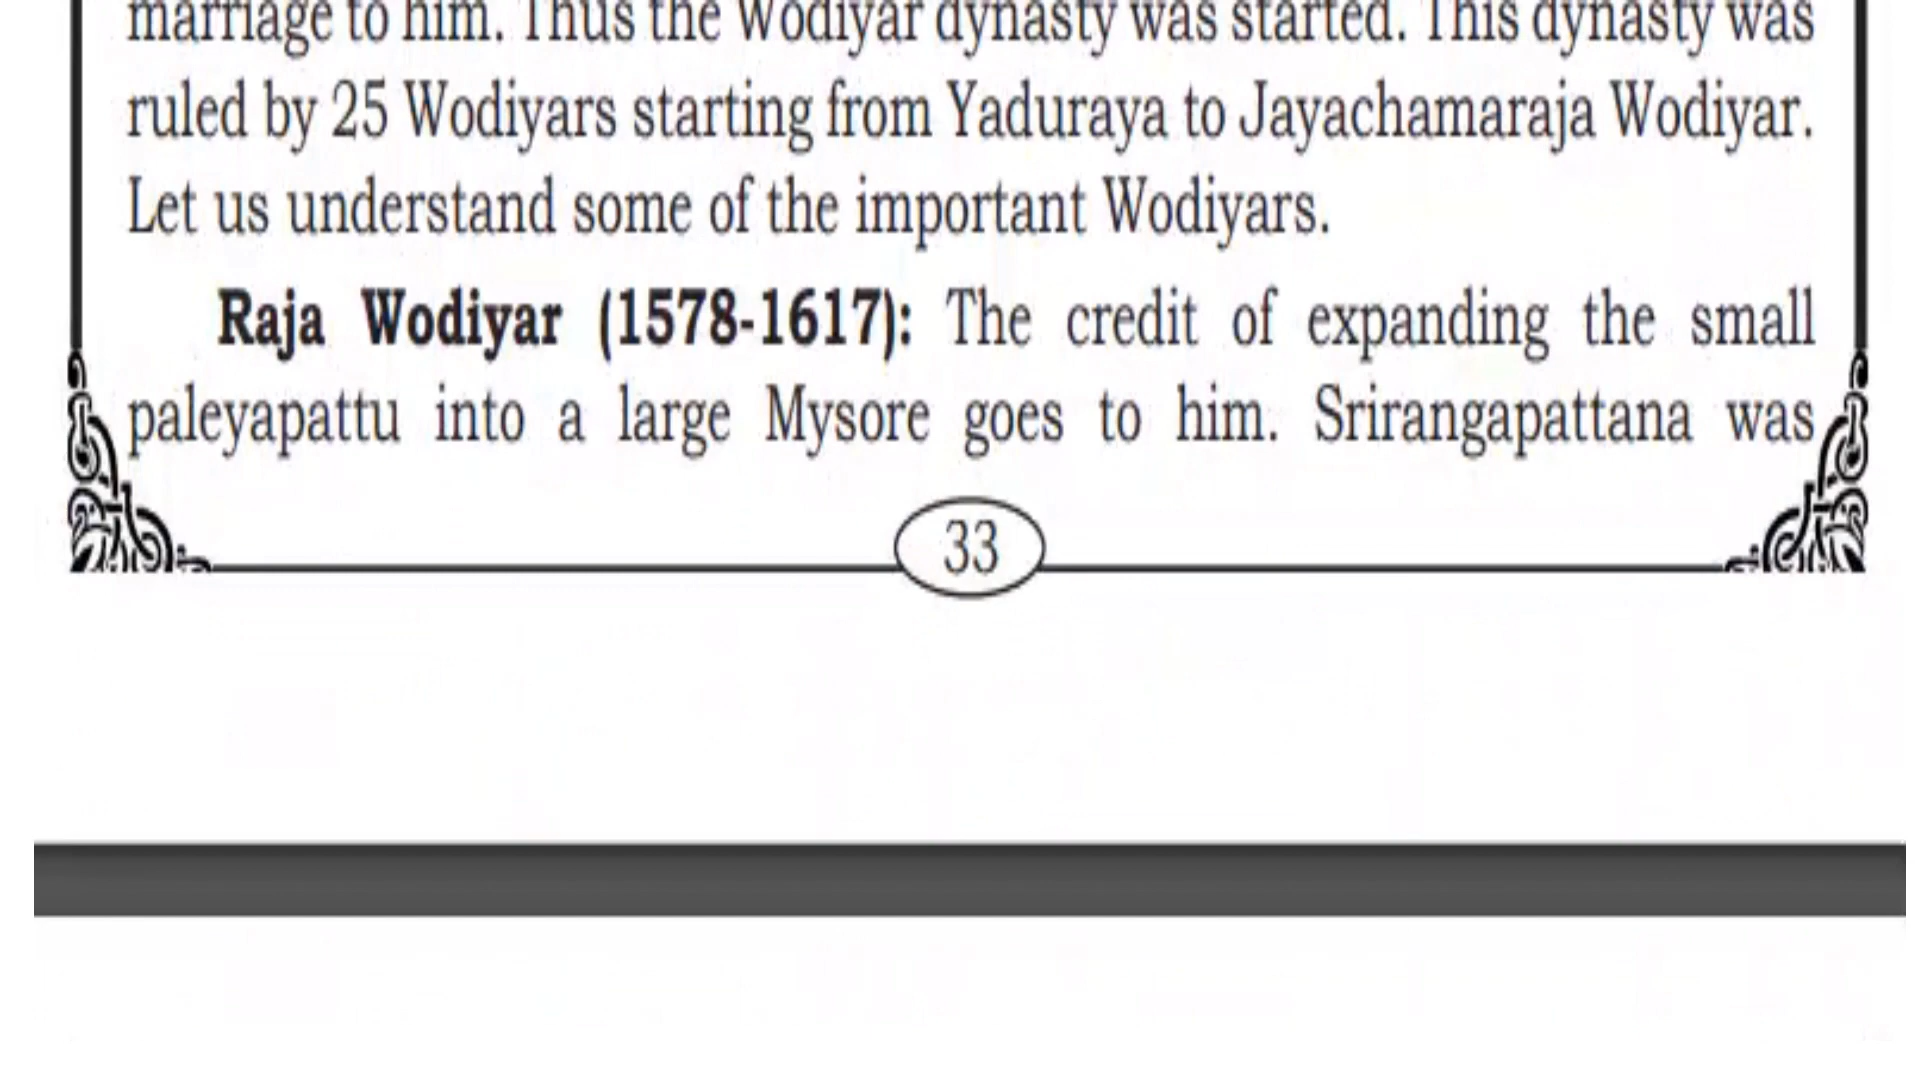 marriage to him. Thus the Wodiyar dynasty was started. This dynasty was
ruled by 25 Wodiyars starting from Yaduraya to Jayachamaraja Wodiyar.
Let us understand some of the important Wodiyars.
Raja Wodiyar (1578-1617): The credit of expanding the small
paleyapattu into a large Mysore goes to him. Srirangapattana was
33